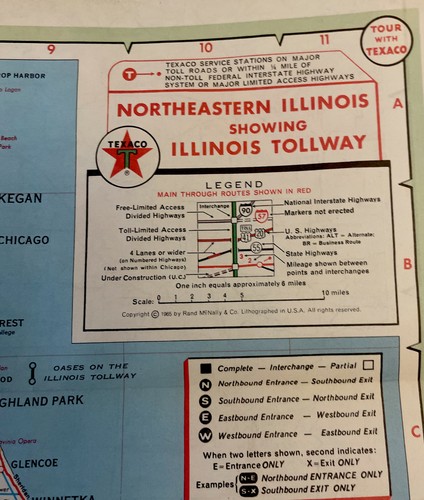 9
10
11
TOUR
WITH
TEXACO
T
TEXACO SERVICE STATIONS ON MAJOR
TOLL ROADS OR WITHIN ¼ MILE OF
NON-TOLL FEDERAL INTERSTATE HIGHWAY
SYSTEM OR MAJOR LIMITED ACCESS HIGHWAYS
OP HARBOR
Logan
A
NORTHEASTERN ILLINOIS
SHOWING
ILLINOIS TOLLWAY
TEXACO
T
®
Beach
Park
LEGEND
MAIN THROUGH ROUTES SHOWN IN RED
Free-Limited Access
Divided Highways
Interchange
90
57
National Interstate Highways
Markers not erected
Toll-Limited Access
Divided Highways
41
20
U. S. Highways
ALT — Alternate:
BR — Business Route
4 Lanes or wider
(on Numbered Highways)
(Not shown within Chicago)
55
State Highways
3
Mileage shown between
points and interchanges
Under Construction (U.C.)
One inch equals approximately 6 miles
Scale: 0 1 2 3 4 5 10 miles
Copyright © 1965 by Rand McNally & Co. Lithographed in U.S.A. All rights reserved.
KEGAN
CHICAGO
B
REST
OASES ON THE
ILLINOIS TOLLWAY
OD
GHLAND PARK
GLENCOE
WINNETKA
Complete — Interchange — Partial
N Northbound Entrance — Southbound Exit
S Southbound Entrance — Northbound Exit
E Eastbound Entrance — Westbound Exit
W Westbound Entrance — Eastbound Exit
When two letters shown, second indicates:
E=Entrance ONLY X=Exit ONLY
Examples N-E Northbound ENTRANCE ONLY
S-X Southbound EXIT ONLY
C